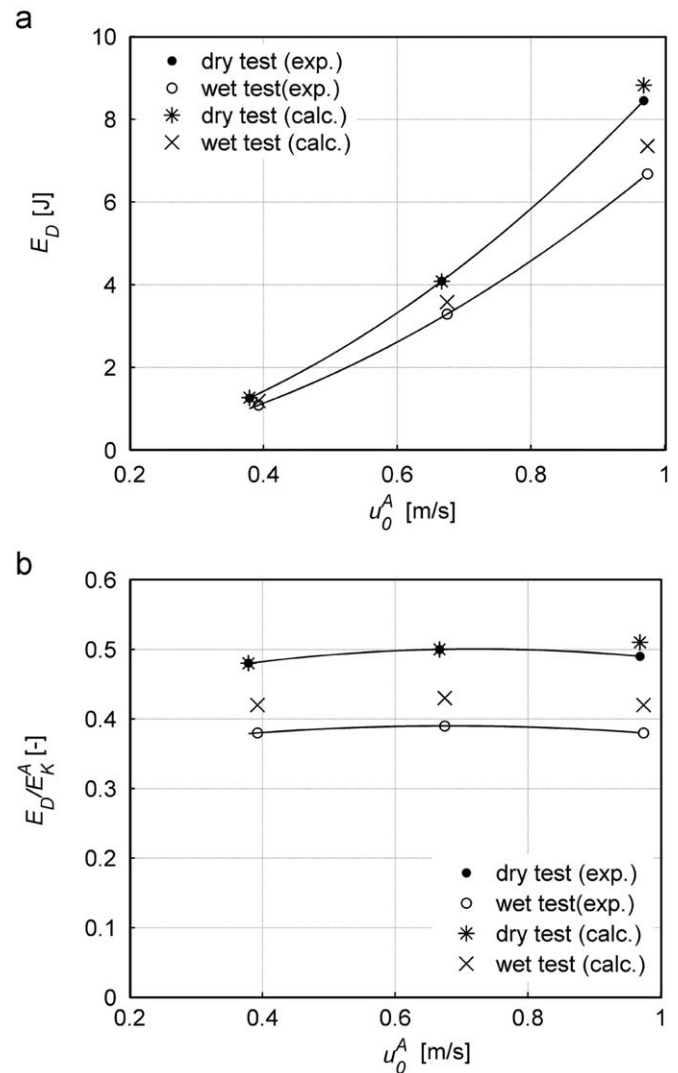 a
10
8
6
4
2
0
E_D [J]
dry test (exp.)
wet test(exp.)
dry test (calc.)
wet test (calc.)
0.2 0.4 0.6 0.8 1
u_0^A [m/s]
b
0.6
0.5
0.4
0.3
0.2
0.1
0
E_D/E_K^A [-]
dry test (exp.)
wet test(exp.)
dry test (calc.)
wet test (calc.)
0.2 0.4 0.6 0.8 1
u_0^A [m/s]